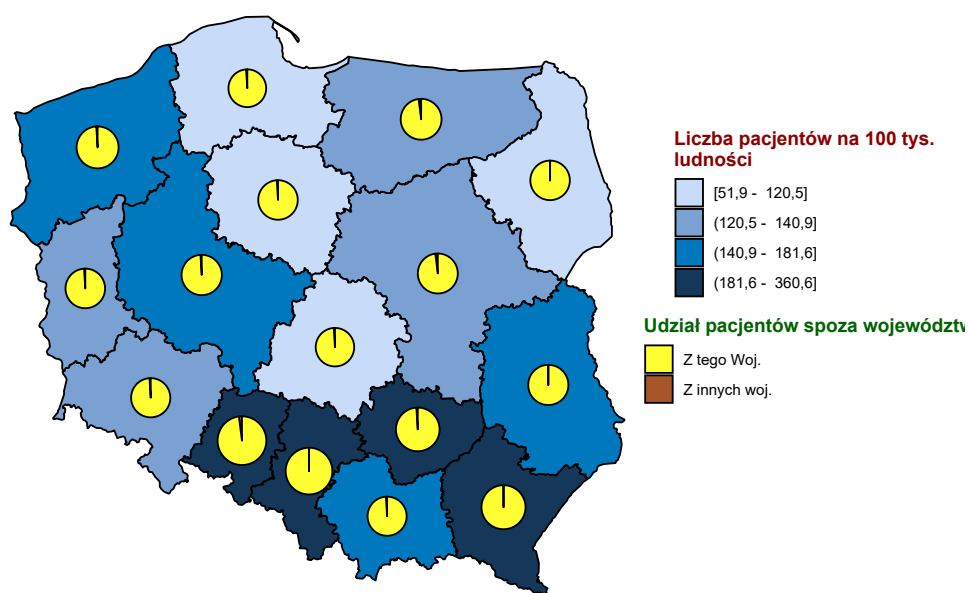 Liczba pacjentów na 100 tys.
ludności
[51,9 - 120,5]
(120,5 - 140,9]
(140,9 - 181,6]
(181,6 - 360,6]
Udział pacjentów spoza województw
Z tego Woj.
Z innych woj.